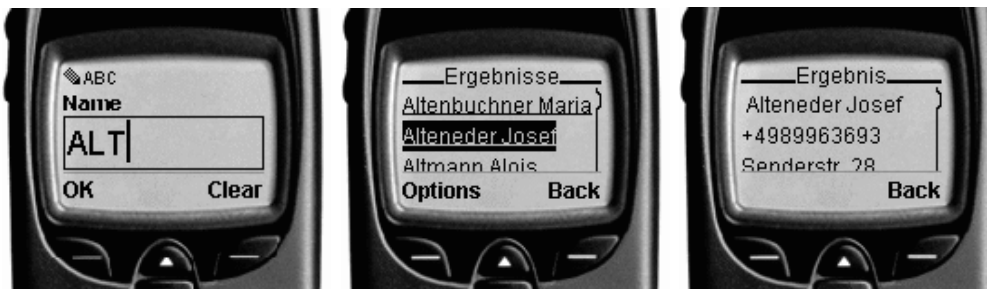 ABC
Name
ALT
OK Clear
Ergebnisse
Altenbuchner Maria
Alteneder Josef
Altmann Alois
Options Back
Ergebnis
Alteneder Josef
+4989963693
Senderstr. 28
Back